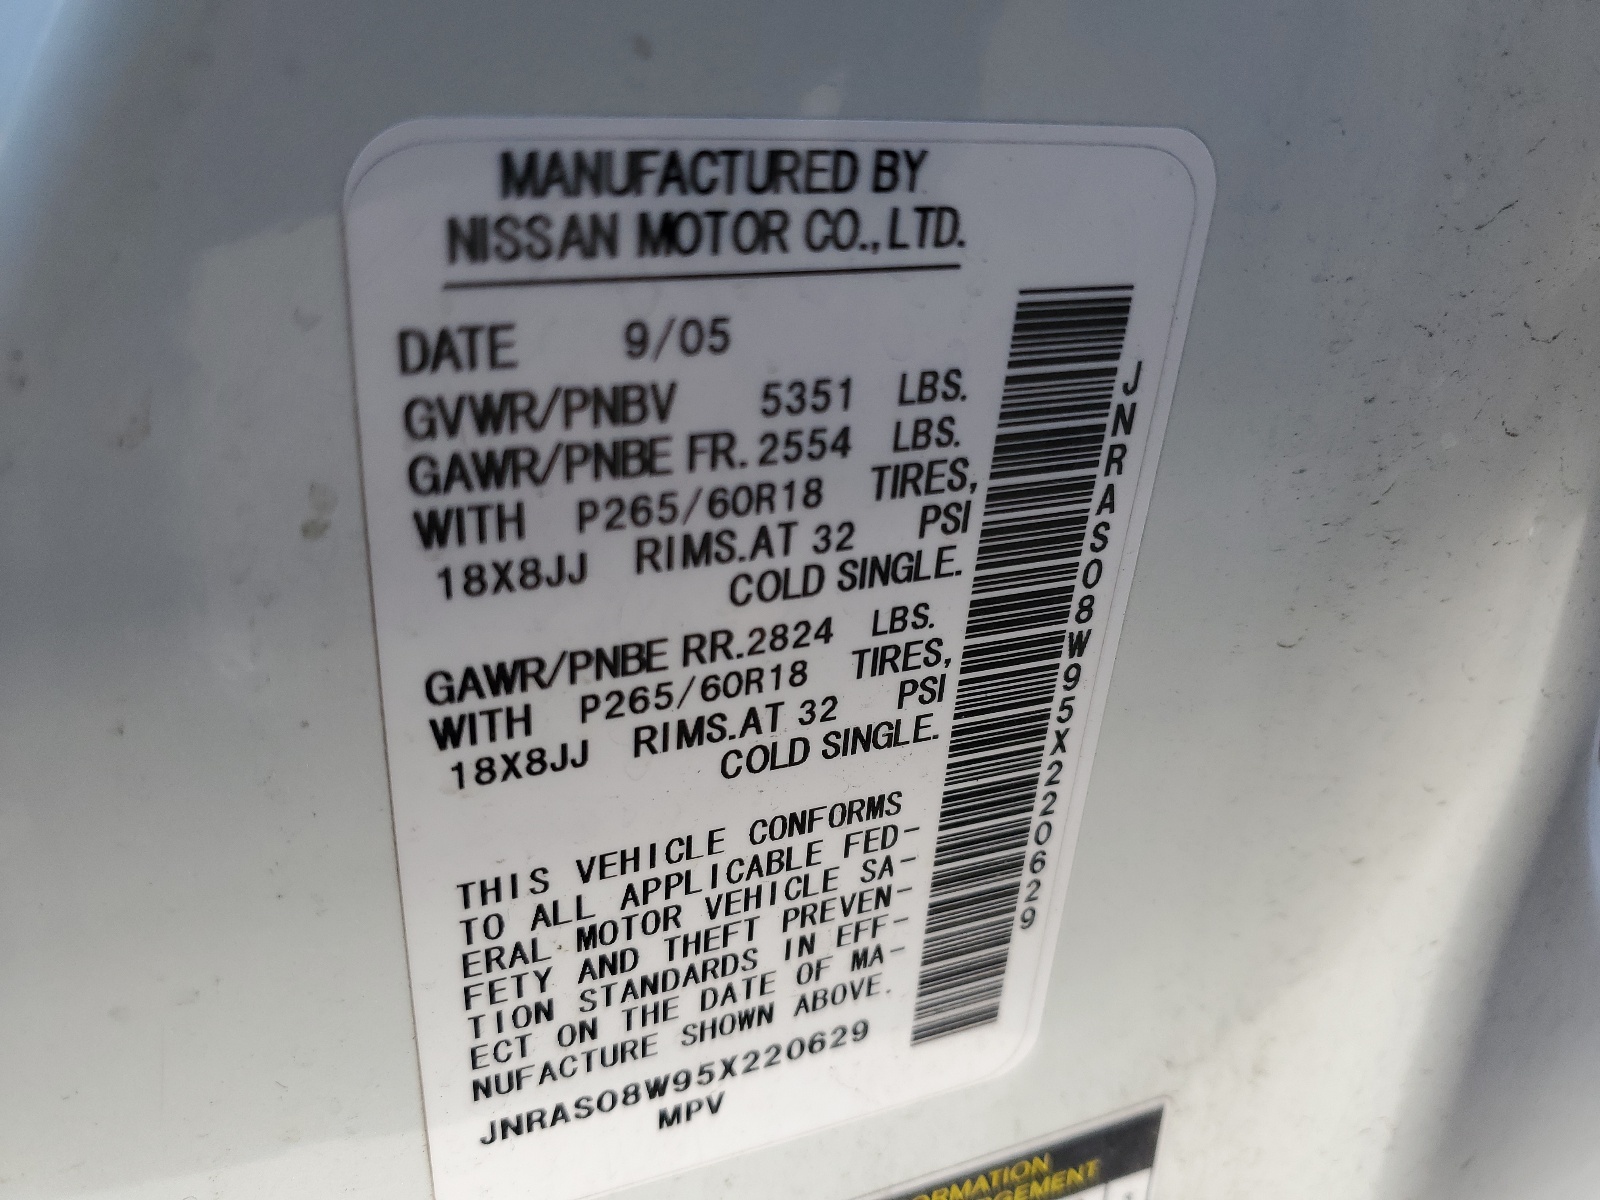 MANUFACTURED BY
NISSAN MOTOR CO., LTD.
DATE 9/05
GVWR/PNBV 5351 LBS.
GAWR/PNBE FR. 2554 LBS.
WITH P265/60R18 TIRES,
18X8JJ RIMS.AT 32 PSI
COLD SINGLE.
GAWR/PNBE RR.2824 LBS.
WITH P265/60R18 TIRES,
18X8JJ RIMS.AT 32 PSI
COLD SINGLE.
THIS VEHICLE CONFORMS
TO ALL APPLICABLE FED-
ERAL MOTOR VEHICLE SA-
FETY AND THEFT PREVEN-
TION STANDARDS IN EFF-
ECT ON THE DATE OF MA-
NUFACTURE SHOWN ABOVE.
JNRAS08W95X220629
MPV
JNRAS08W95X220629